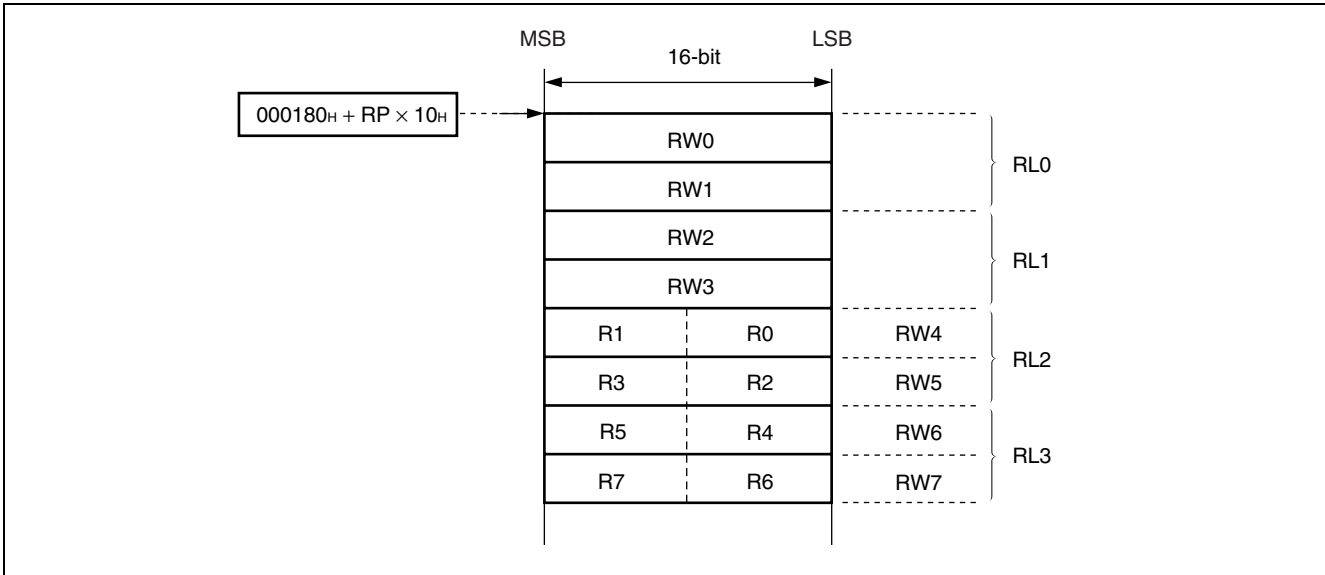 MSB LSB
16-bit
000180H + RP × 10H
RW0
RL0
RW1
RW2
RL1
RW3
R1 R0 RW4
RL2
R3 R2 RW5
R5 R4 RW6
RL3
R7 R6 RW7